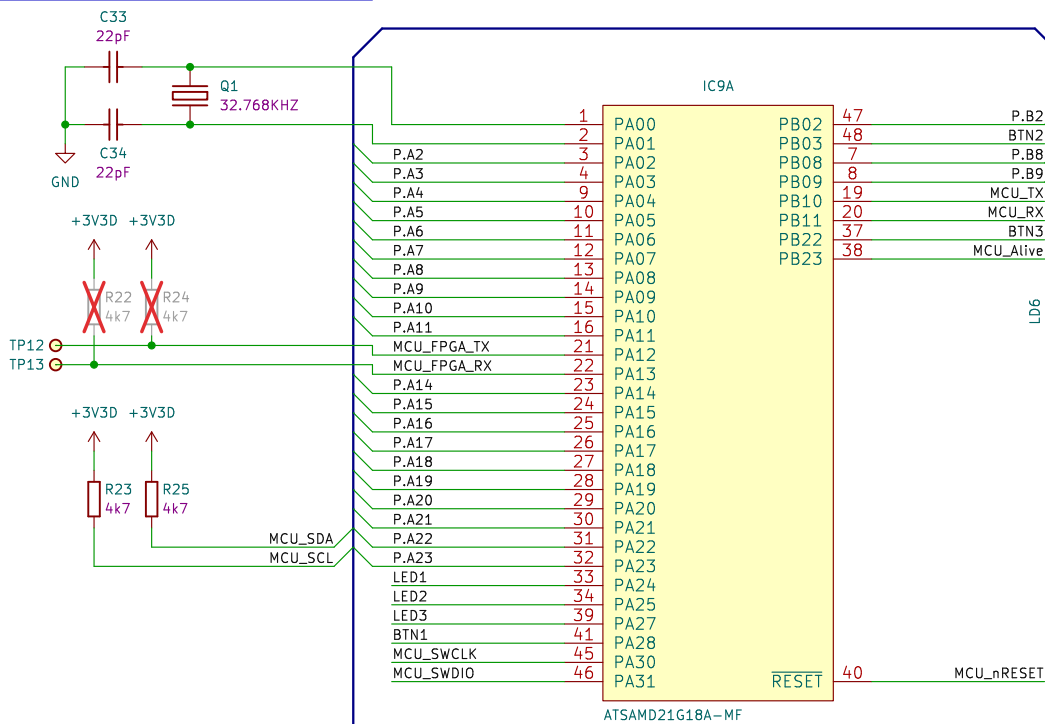 C33
22pF
Q1
32.768KHZ
C34
22pF
GND
+3V3D +3V3D
R22 R24
4k7 4k7
TP12
TP13
+3V3D +3V3D
R23 R25
4k7 4k7
MCU_SDA
MCU_SCL
IC9A
P.A2
P.A3
P.A4
P.A5
P.A6
P.A7
P.A8
P.A9
P.A10
P.A11
MCU_FPGA_TX
MCU_FPGA_RX
P.A14
P.A15
P.A16
P.A17
P.A18
P.A19
P.A20
P.A21
P.A22
P.A23
LED1
LED2
LED3
BTN1
MCU_SWCLK
MCU_SWDIO
1 PA00
2 PA01
3 PA02
4 PA03
9 PA04
10 PA05
11 PA06
12 PA07
13 PA08
14 PA09
15 PA10
16 PA11
21 PA12
22 PA13
23 PA14
24 PA15
25 PA16
26 PA17
27 PA18
28 PA19
29 PA20
30 PA21
31 PA22
32 PA23
33 PA24
34 PA25
39 PA27
41 PA28
45 PA30
46 PA31
PB02 47 P.B2
PB03 48 BTN2
PB08 7 P.B8
PB09 8 P.B9
PB10 19 MCU_TX
PB11 20 MCU_RX
PB22 37 BTN3
PB23 38 MCU_Alive
LD6
RESET 40 MCU_nRESET
ATSAMD21G18A-MF